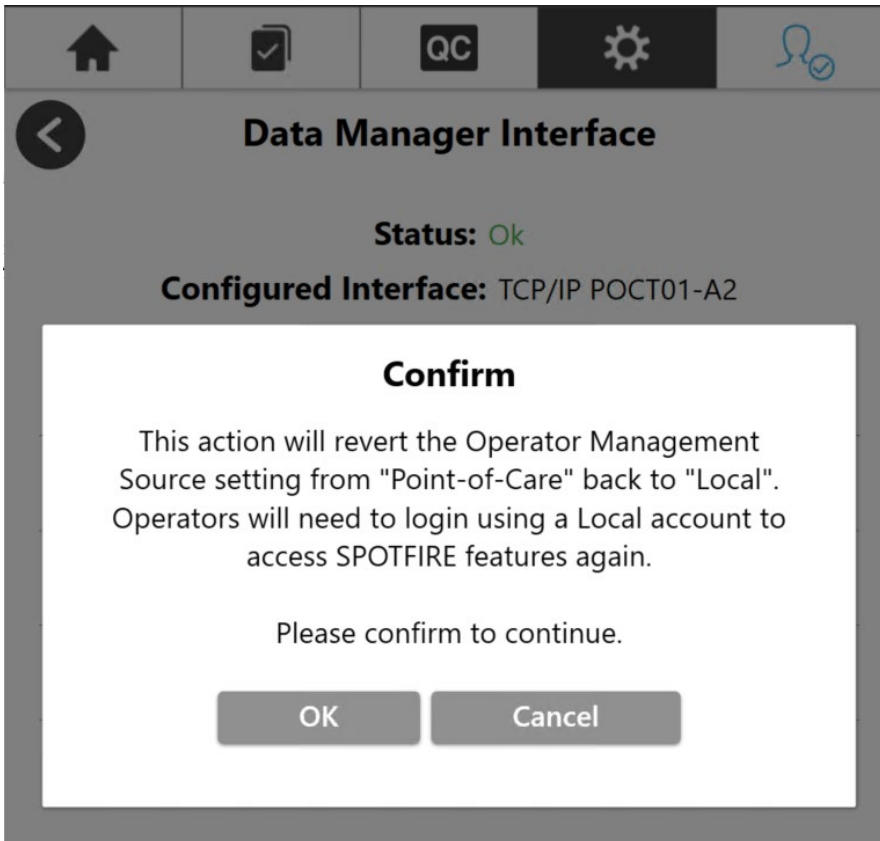 QC
Data Manager Interface
Status: Ok
Configured Interface: TCP/IP POCT01-A2
Confirm
This action will revert the Operator Management
Source setting from "Point-of-Care" back to "Local".
Operators will need to login using a Local account to
access SPOTFIRE features again.
Please confirm to continue.
OK
Cancel